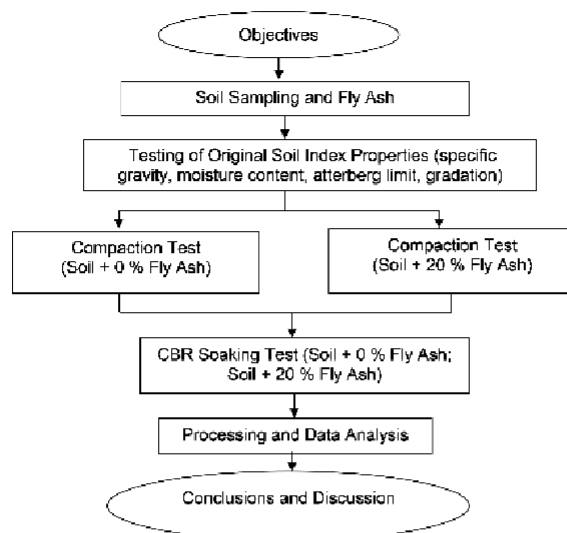 Objectives
Soil Sampling and Fly Ash
Testing of Original Soil Index Properties (specific
gravity, moisture content, atterberg limit, gradation)
Compaction Test
(Soil + 0 % Fly Ash)
Compaction Test
(Soil + 20 % Fly Ash)
CBR Soaking Test (Soil + 0 % Fly Ash;
Soil + 20 % Fly Ash)
Processing and Data Analysis
Conclusions and Discussion